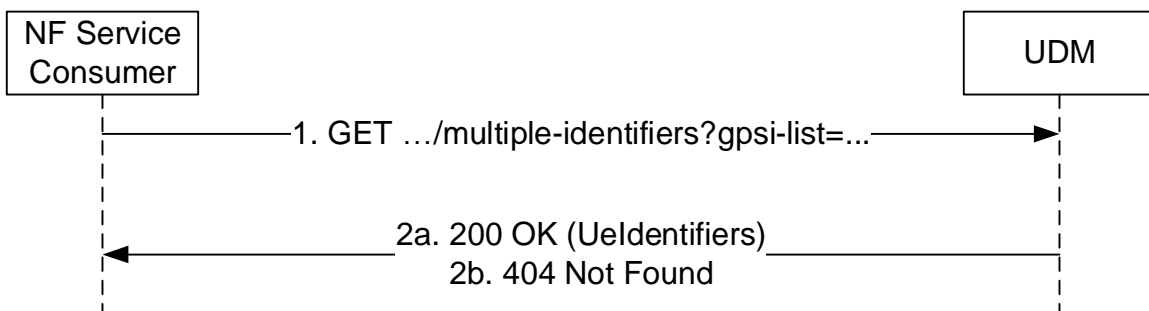 NF Service
Consumer
UDM
1. GET …/multiple-identifiers?gpsi-list=...
2a. 200 OK (UeIdentifiers)
2b. 404 Not Found